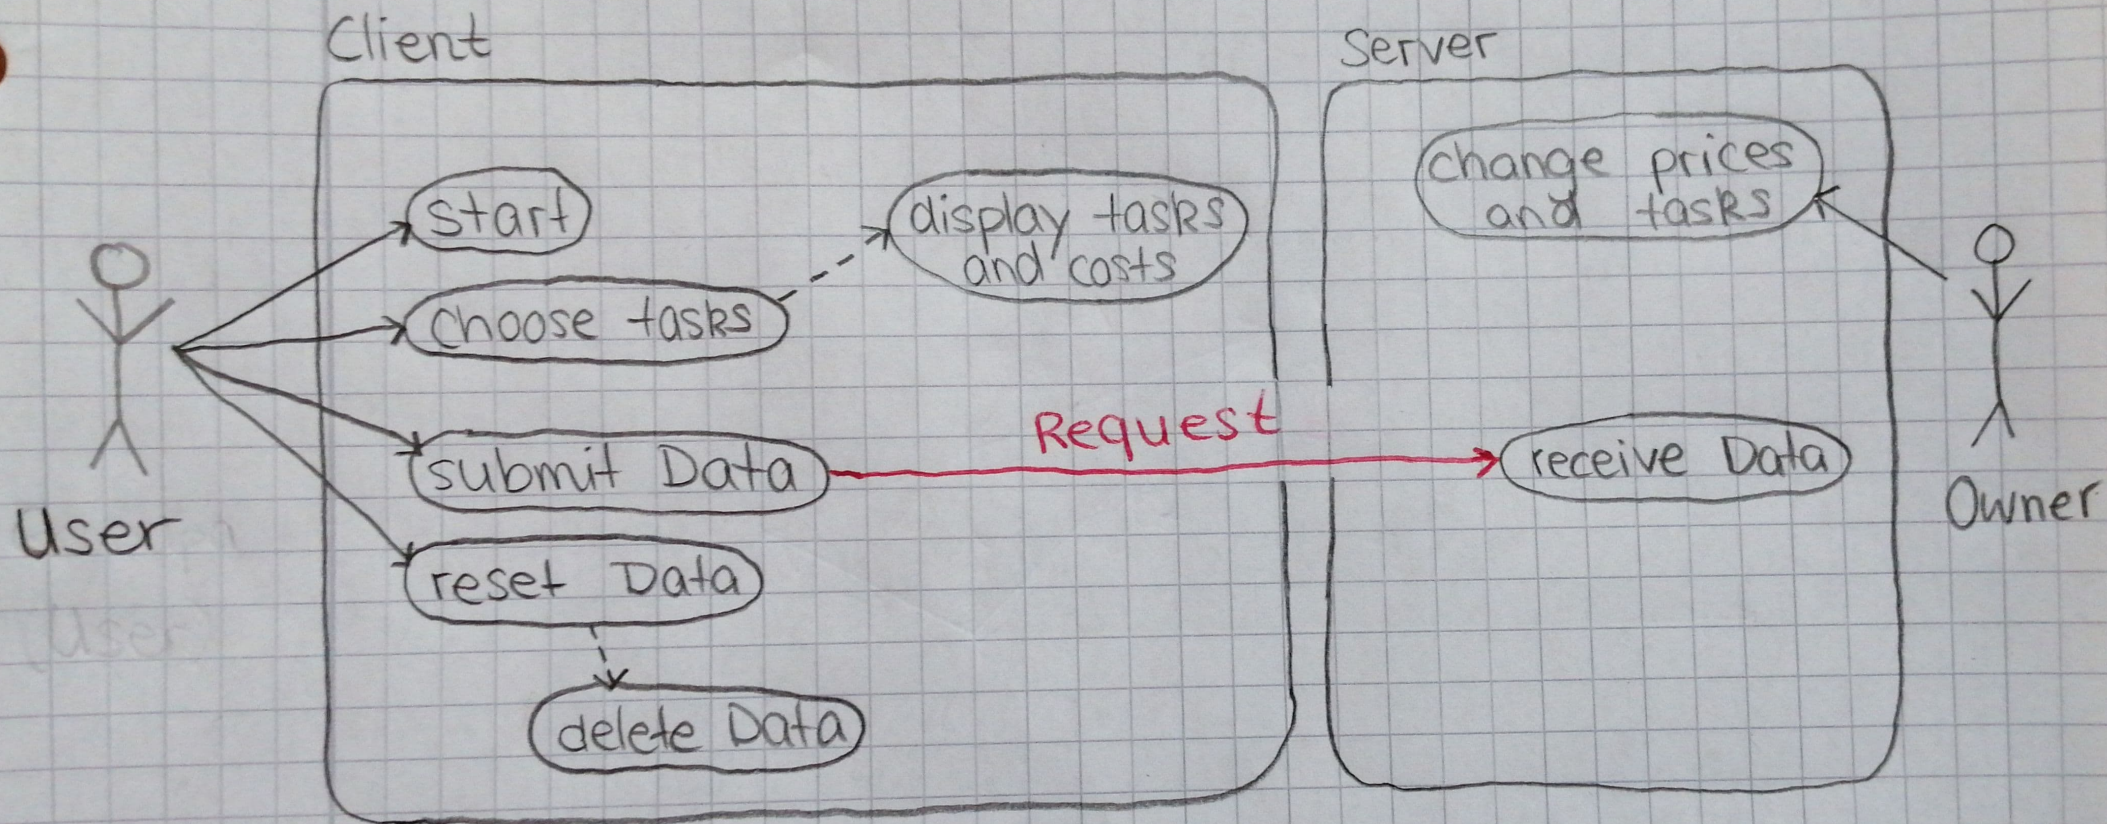 Client
Server
start
display tasks
and costs
change prices
and tasks
choose tasks
Request
submit Data
receive Data
User
Owner
reset Data
User
delete Data